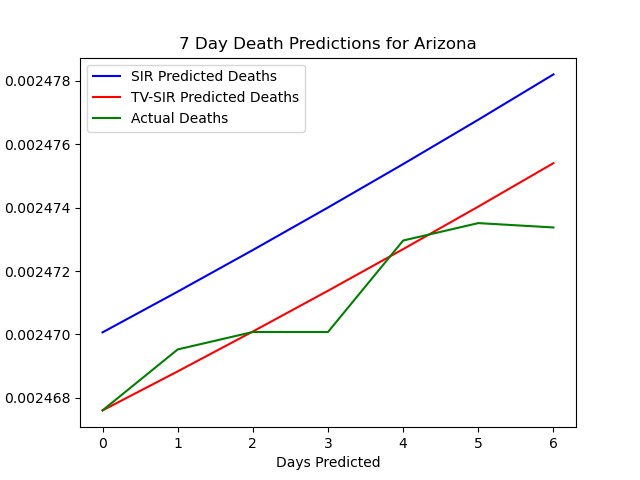 7 Day Death Predictions for Arizona
SIR Predicted Deaths
TV-SIR Predicted Deaths
Actual Deaths
0.002478
0.002476
0.002474
0.002472
0.002470
0.002468
0 1 2 3 4 5 6
Days Predicted